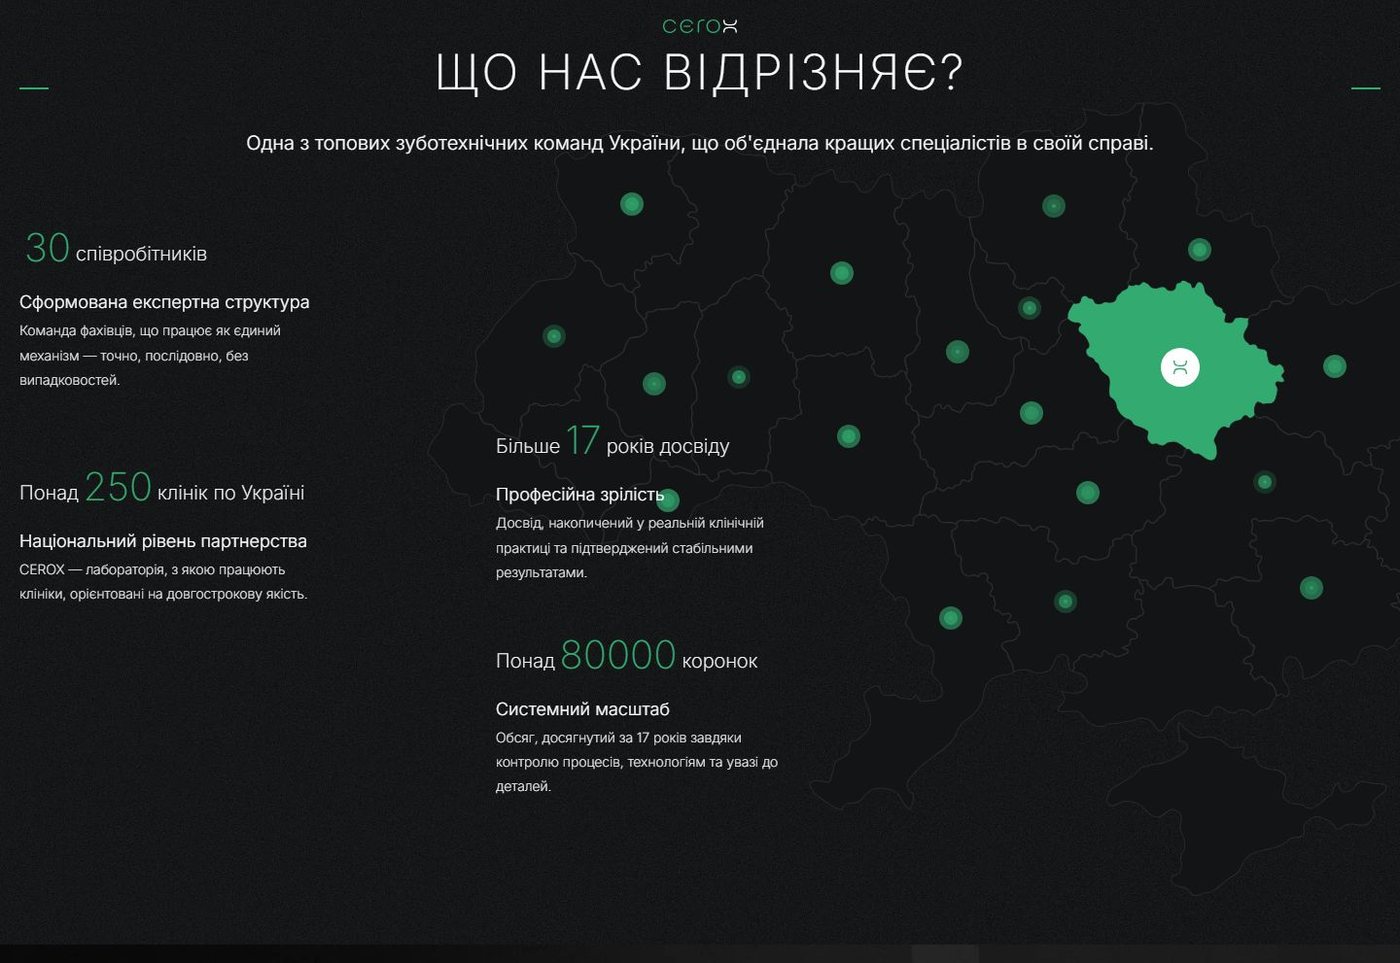 cerox
ЩО НАС ВІДРІЗНЯЄ?
Одна з топових зуботехнічних команд України, що об'єднала кращих спеціалістів в своїй справі.
30 співробітників
Сформована експертна структура
Команда фахівців, що працює як єдиний
механізм — точно, послідовно, без
випадковостей.
Понад 250 клінік по Україні
Національний рівень партнерства
CEROX — лабораторія, з якою працюють
клініки, орієнтовані на довгострокову якість.
Більше 17 років досвіду
Професійна зрілість
Досвід, накопичений у реальній клінічній
практиці та підтверджений стабільними
результатами.
Понад 80000 коронок
Системний масштаб
Обсяг, досягнутий за 17 років завдяки
контролю процесів, технологіям та увазі до
деталей.